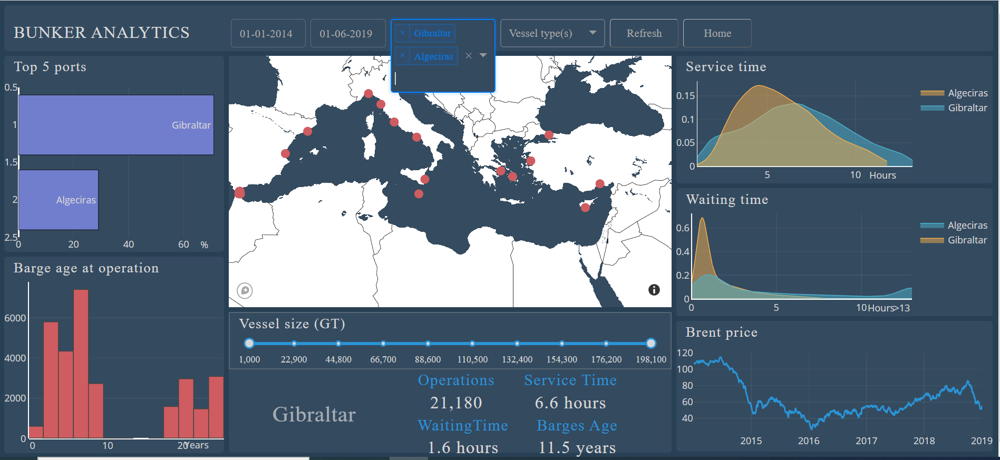 BUNKER ANALYTICS
01-01-2014
01-06-2019
× Gibraltar
× Algeciras
Vessel type(s)
Refresh
Home
Top 5 ports
0.5
1
1.5
2
2.5
Gibraltar
Algeciras
0 20 40 60 %
Barge age at operation
6000
4000
2000
0
0 10 20 Years
Vessel size (GT)
1,000 22,900 44,800 66,700 88,600 110,500 132,400 154,300 176,200 198,100
Gibraltar
Operations Service Time
21,180 6.6 hours
WaitingTime Barges Age
1.6 hours 11.5 years
Service time
0.15
0.1
0.05
0
5 10 Hours
Algeciras
Gibraltar
Waiting time
0.6
0.4
0.2
0
0 5 10 Hours >13
Algeciras
Gibraltar
Brent price
120
100
80
60
40
2015 2016 2017 2018 2019